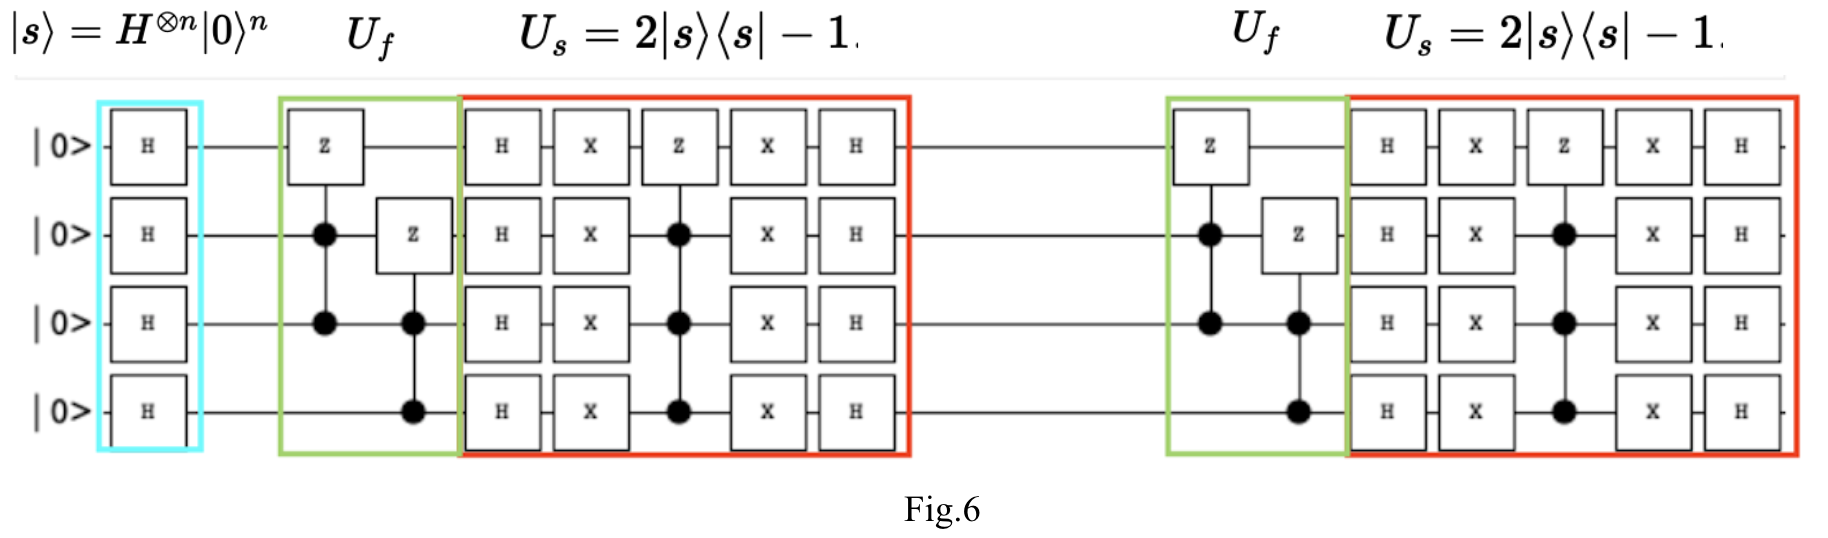 |s⟩ = H^{⊗n}|0⟩^n U_f U_s = 2|s⟩⟨s| − 1. U_f U_s = 2|s⟩⟨s| − 1.
|0> H Z H X Z X H Z H X Z X H
|0> H Z H X X H Z H X X H
|0> H H X X H H X X H
|0> H H X X H H X X H
Fig.6